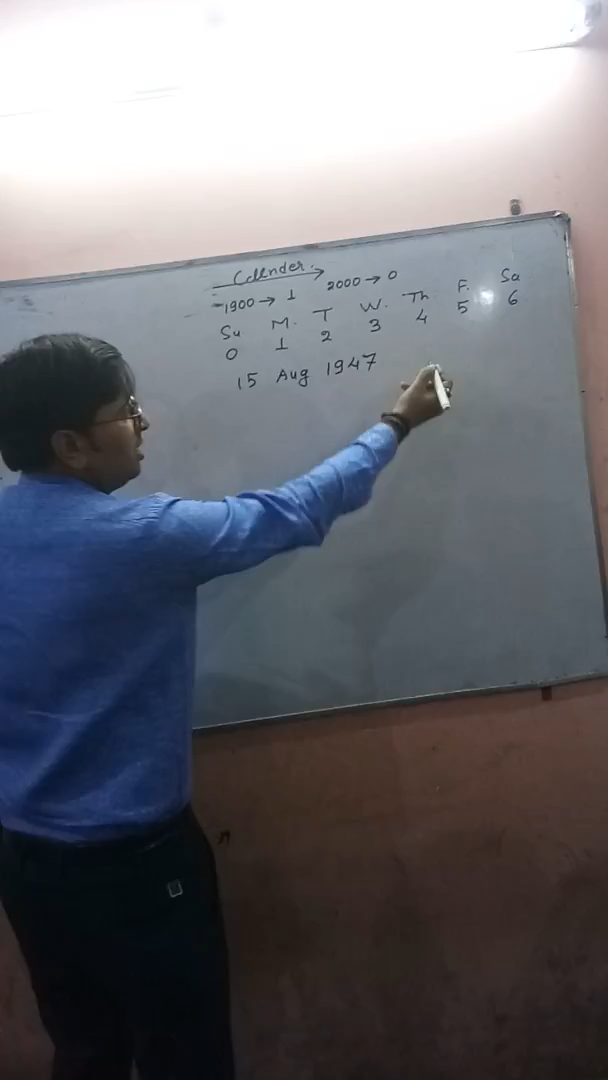 Calender.
1900 → 1 2000 → 0
Su M. T W. Th F. Sa
0 1 2 3 4 5 6
15 Aug 1947